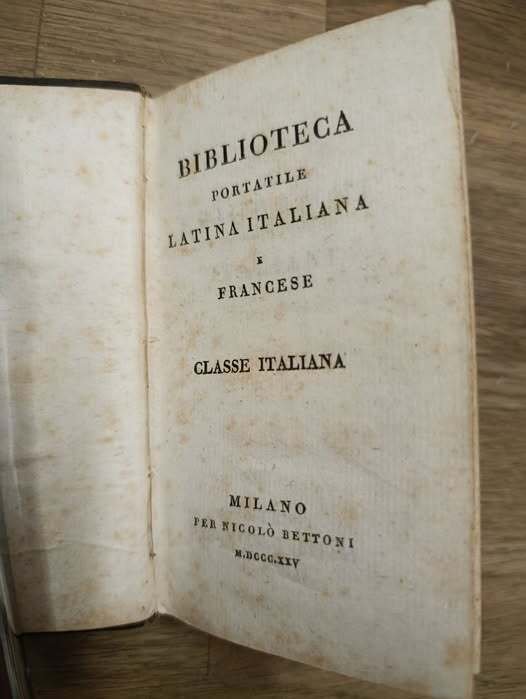 BIBLIOTECA
PORTATILE
LATINA ITALIANA
E
FRANCESE
CLASSE ITALIANA
MILANO
PER NICOLÒ BETTONI
M.DCCC.XXV